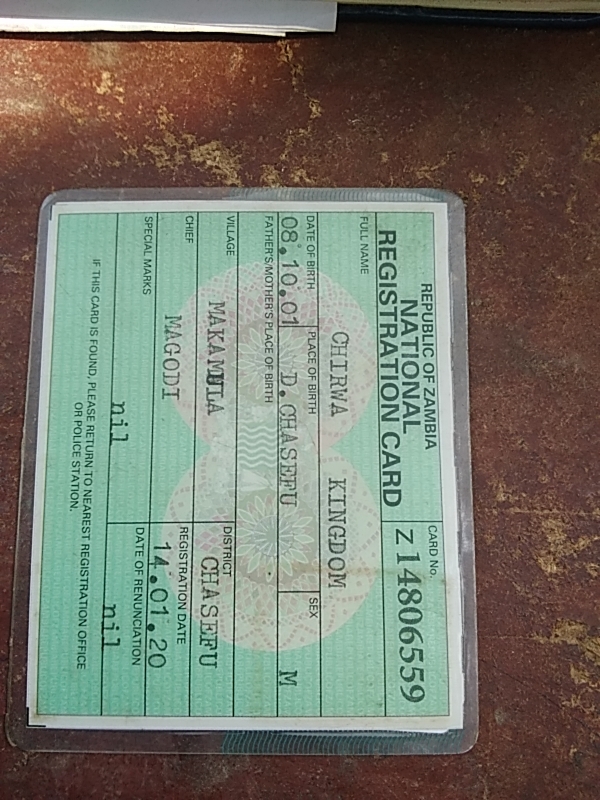 REPUBLIC OF ZAMBIA
NATIONAL
REGISTRATION CARD
CARD No.
Z14806559
FULL NAME
CHIRWA KINGDOM
DATE OF BIRTH PLACE OF BIRTH SEX
08.10.01 D.CHASEFU M
FATHER'S/MOTHER'S PLACE OF BIRTH
VILLAGE MAKAMULA DISTRICT CHASEFU
CHIEF MAGODI REGISTRATION DATE 14.01.20
SPECIAL MARKS nil DATE OF RENUNCIATION nil
IF THIS CARD IS FOUND, PLEASE RETURN TO NEAREST REGISTRATION OFFICE
OR POLICE STATION.